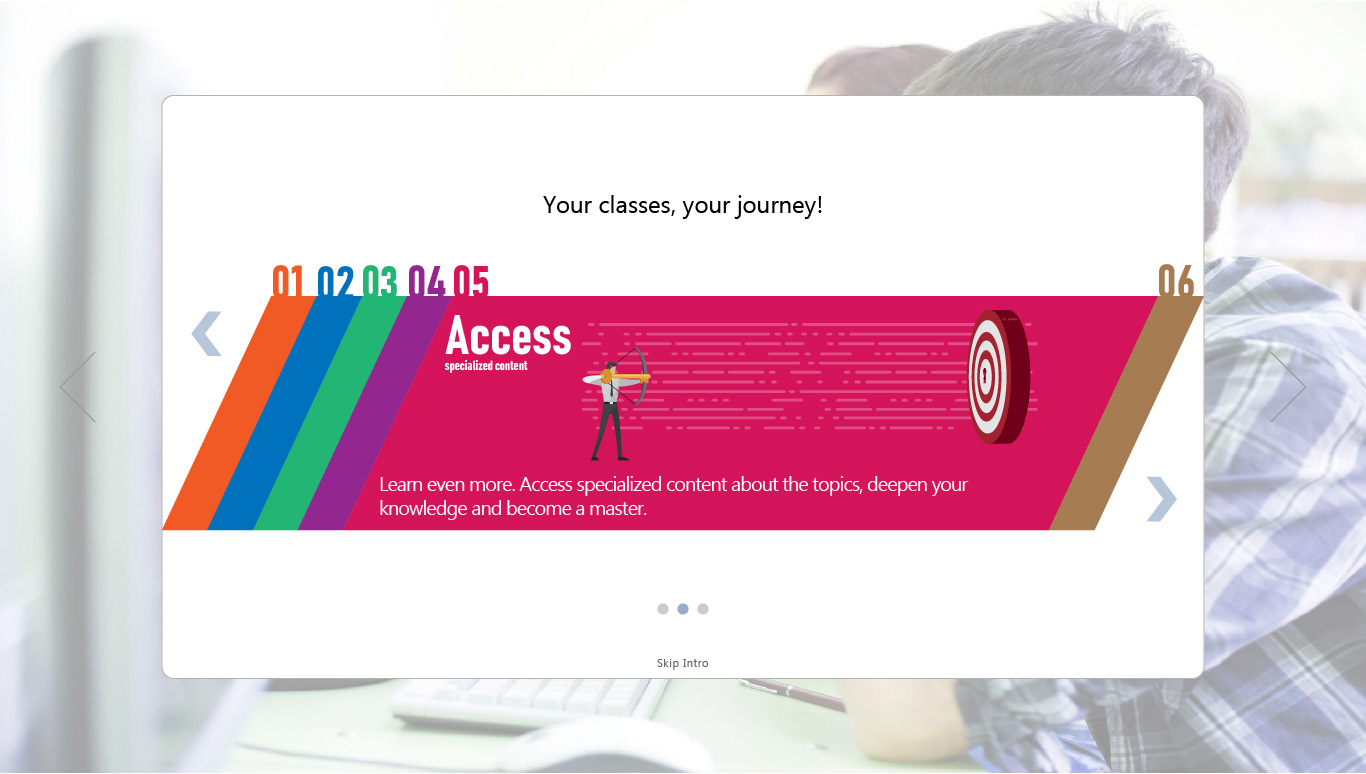 Your classes, your journey!
01 02 03 04 05 06
Access
specialized content
Learn even more. Access specialized content about the topics, deepen your
knowledge and become a master.
Skip Intro